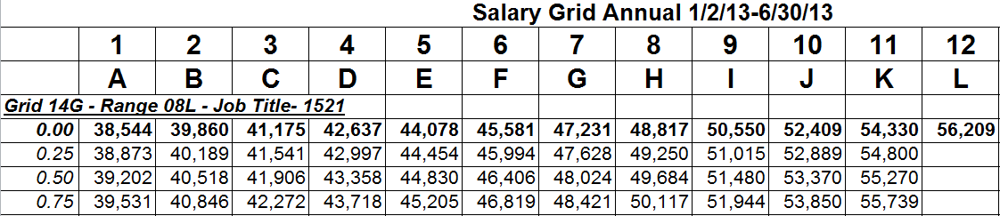 Salary Grid Annual 1/2/13-6/30/13
1 2 3 4 5 6 7 8 9 10 11 12
A B C D E F G H I J K L
Grid 14G - Range 08L - Job Title- 1521
0.00 38,544 39,860 41,175 42,637 44,078 45,581 47,231 48,817 50,550 52,409 54,330 56,209
0.25 38,873 40,189 41,541 42,997 44,454 45,994 47,628 49,250 51,015 52,889 54,800
0.50 39,202 40,518 41,906 43,358 44,830 46,406 48,024 49,684 51,480 53,370 55,270
0.75 39,531 40,846 42,272 43,718 45,205 46,819 48,421 50,117 51,944 53,850 55,739